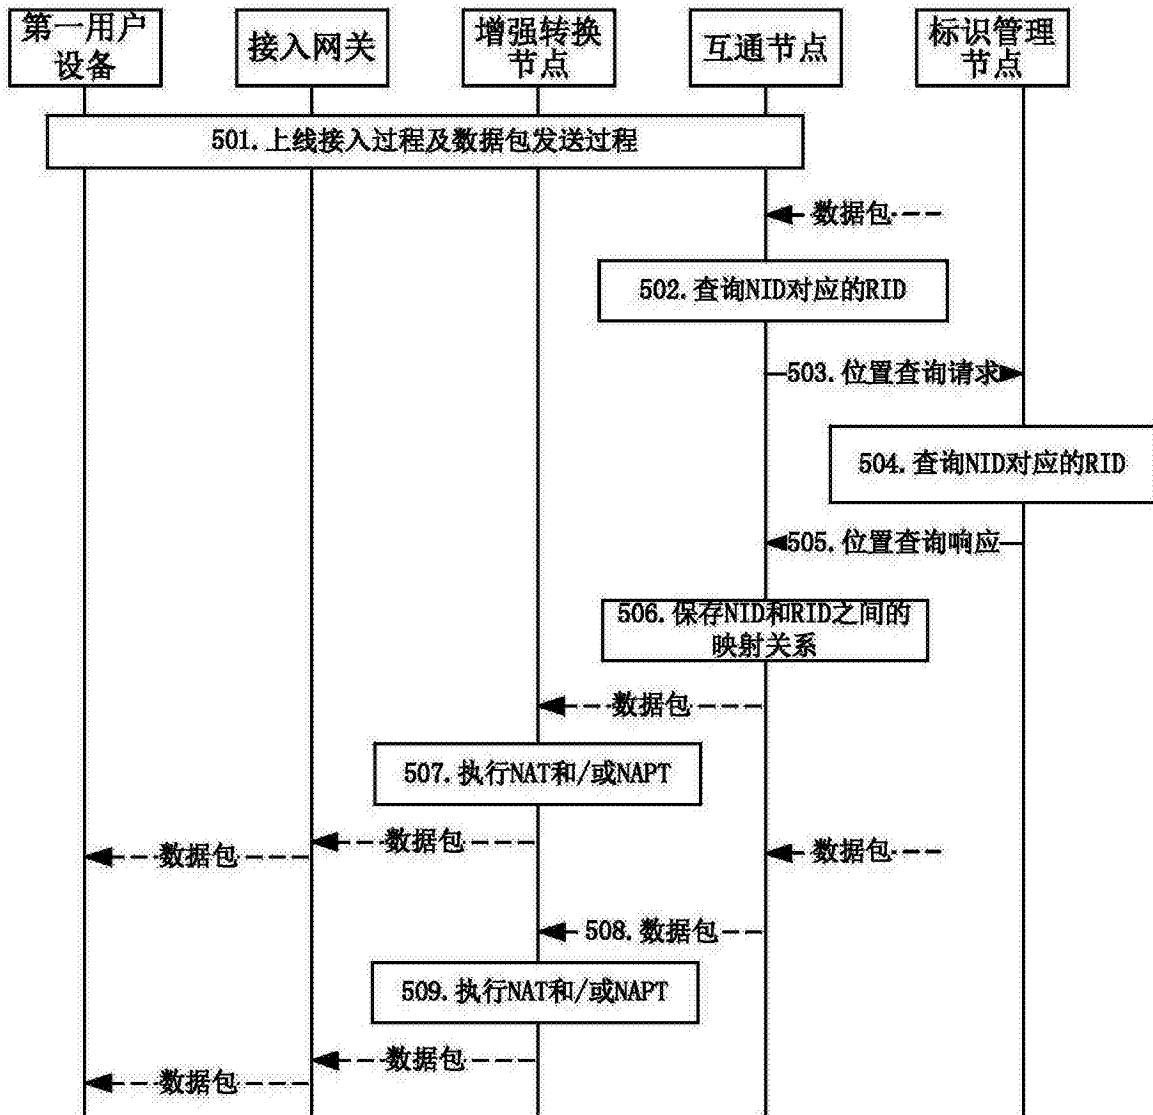 第一用户
设备
接入网关
增强转换
节点
互通节点
标识管理
节点
501.上线接入过程及数据包发送过程
数据包
502.查询NID对应的RID
503.位置查询请求
504.查询NID对应的RID
505.位置查询响应
506.保存NID和RID之间的
映射关系
数据包
507.执行NAT和/或NAPT
数据包
数据包
数据包
508.数据包
509.执行NAT和/或NAPT
数据包
数据包